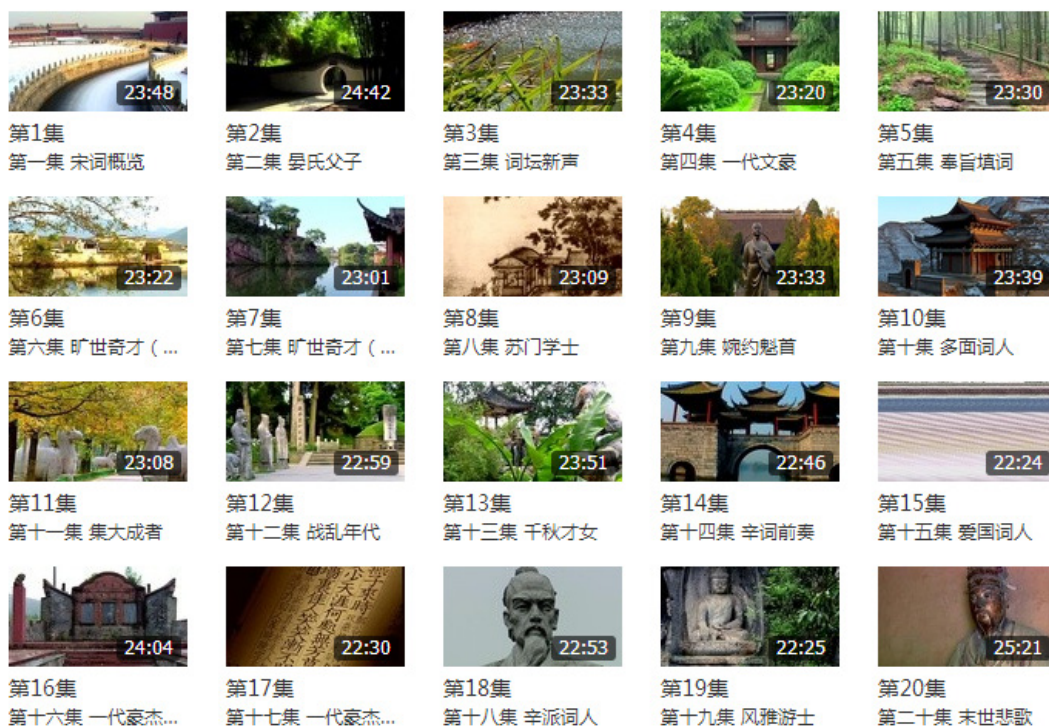 23:48
24:42
23:33
23:20
23:30
第1集
第2集
第3集
第4集
第5集
第一集 宋词概览
第二集 晏氏父子
第三集 词坛新声
第四集 一代文豪
第五集 奉旨填词
23:22
23:01
23:09
23:33
23:39
第6集
第7集
第8集
第9集
第10集
第六集 旷世奇才（...
第七集 旷世奇才（...
第八集 苏门学士
第九集 婉约魁首
第十集 多面词人
23:08
22:59
23:51
22:46
22:24
第11集
第12集
第13集
第14集
第15集
第十一集 集大成者
第十二集 战乱年代
第十三集 千秋才女
第十四集 辛词前奏
第十五集 爱国词人
24:04
22:30
22:53
22:25
25:21
第16集
第17集
第18集
第19集
第20集
第十六集 一代豪杰...
第十七集 一代豪杰...
第十八集 辛派词人
第十九集 风雅游士
第二十集 末世悲歌